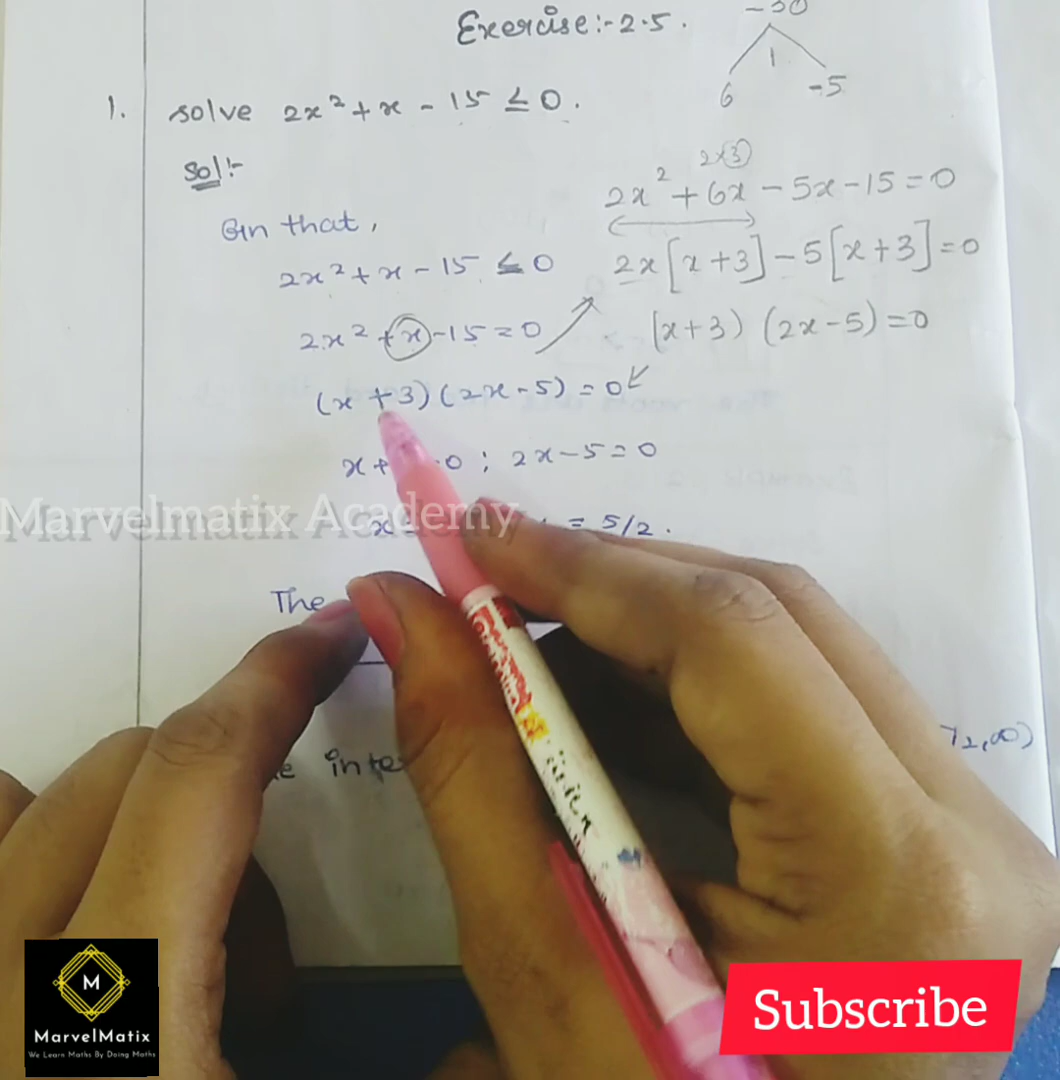 Exercise:-2.5.
-30
1
6 -5
1. solve 2x² + x - 15 ≤ 0.
Sol:-
Gn that,
2x² + x - 15 ≤ 0
2x² + x - 15 = 0
(x + 3) (2x - 5) = 0
2x3
2x² + 6x - 5x - 15 = 0
2x [x + 3] - 5 [x + 3] = 0
(x + 3) (2x - 5) = 0
x + 0 ; 2x - 5 = 0
x = 5/2.
The
inte , ∞)
Marvelmatix Academy
M
MARVELMATIX
We Learn Maths By Doing Maths
Subscribe